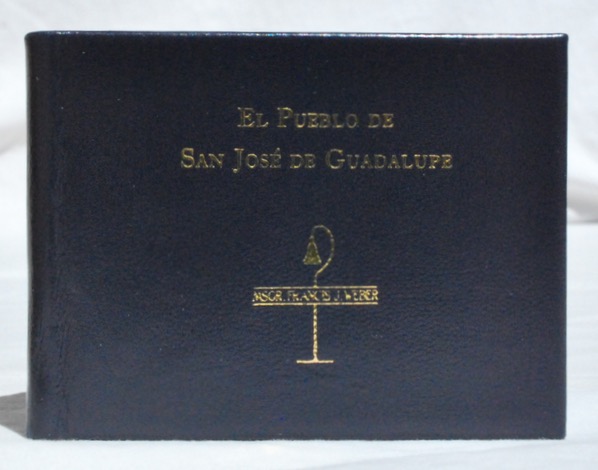 El Pueblo de
San José de Guadalupe
MSGR. FRANCIS J. WEBER